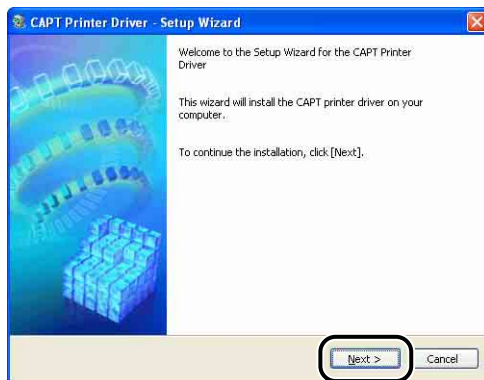 CAPT Printer Driver - Setup Wizard
Welcome to the Setup Wizard for the CAPT Printer
Driver
This wizard will install the CAPT printer driver on your
computer.
To continue the installation, click [Next].
Next > Cancel